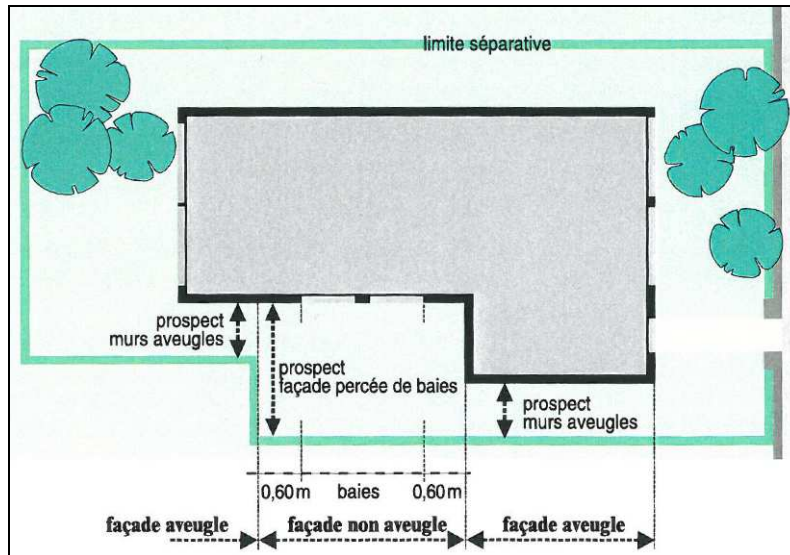 limite séparative
prospect
murs aveugles
prospect
façade percée de baies
prospect
murs aveugles
0,60 m baies 0,60 m
façade aveugle façade non aveugle façade aveugle